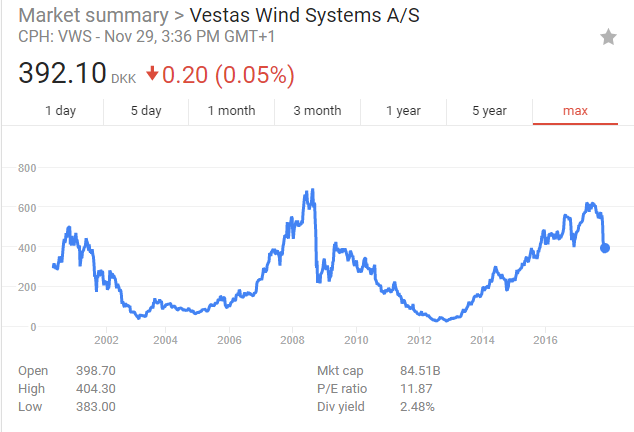 Market summary > Vestas Wind Systems A/S
CPH: VWS - Nov 29, 3:36 PM GMT+1
392.10 DKK 0.20 (0.05%)
1 day 5 day 1 month 3 month 1 year 5 year max
800
600
400
200
0
2002 2004 2006 2008 2010 2012 2014 2016
Open 398.70 Mkt cap 84.51B
High 404.30 P/E ratio 11.87
Low 383.00 Div yield 2.48%